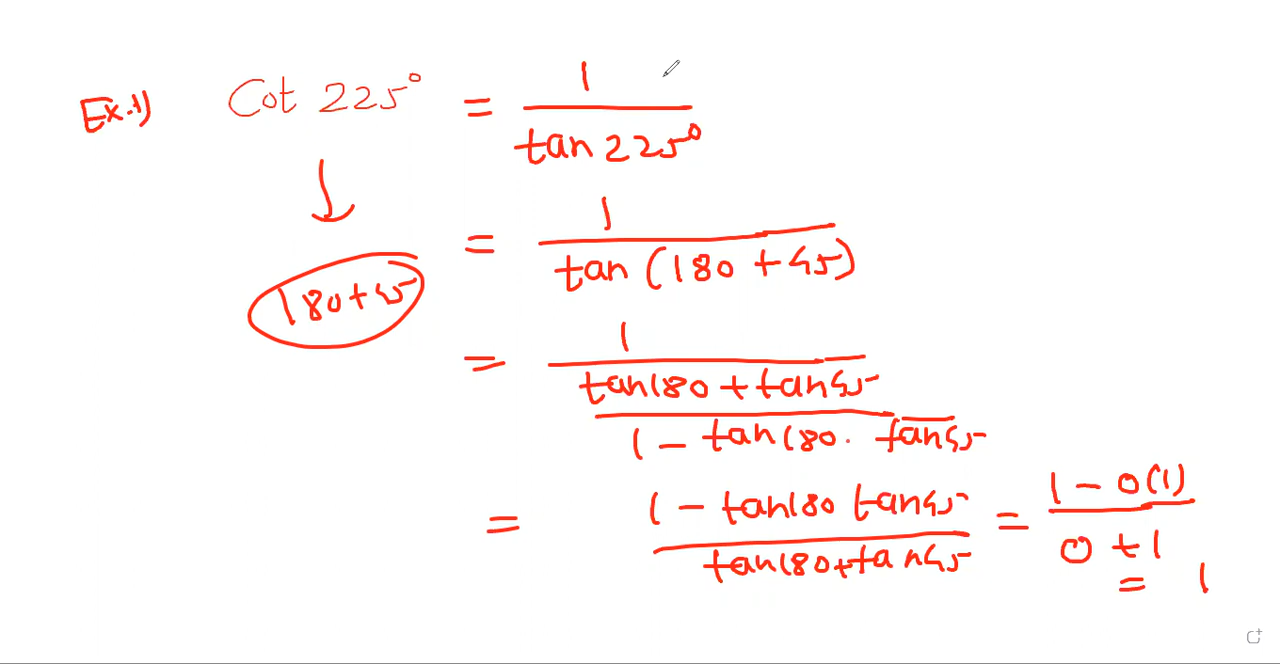 Ex.1) Cot 225° = 1 / tan 225°
180+45
= 1 / tan (180 + 45)
= 1 / ((tan180 + tan45) / (1 - tan180 . tan45))
= (1 - tan180 tan45) / (tan180+tan45) = (1 - 0(1)) / (0 + 1)
= 1